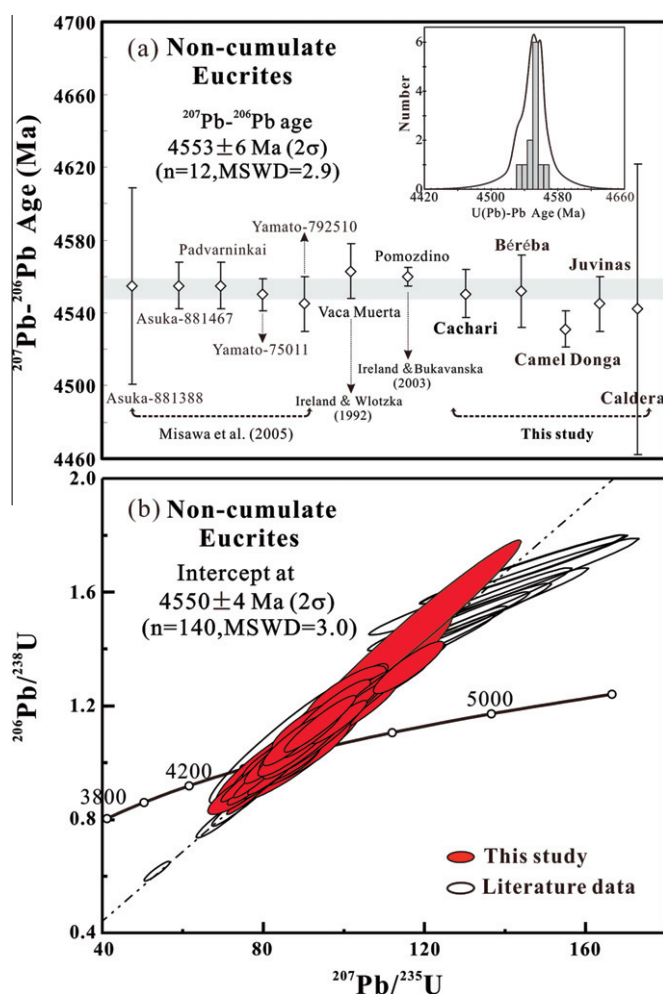 4700
4660
4620
4580
4540
4500
4460
²⁰⁷Pb-²⁰⁶Pb Age (Ma)
(a) Non-cumulate
Eucrites
²⁰⁷Pb-²⁰⁶Pb age
4553±6 Ma (2σ)
(n=12,MSWD=2.9)
Number
6
4
2
0
4420 4500 4580 4660
U(Pb)-Pb Age (Ma)
Yamato-792510
Padvarninkai
Pomozdino
Béréba
Juvinas
Asuka-881467
Vaca Muerta
Cachari
Yamato-75011
Camel Donga
Ireland & Bukavanska
(2003)
Asuka-881388
Ireland & Wlotzka
(1992)
Caldera
Misawa et al. (2005)
This study
2.0
1.6
1.2
0.8
0.4
²⁰⁶Pb/²³⁸U
(b) Non-cumulate
Eucrites
Intercept at
4550±4 Ma (2σ)
(n=140,MSWD=3.0)
5000
4200
3800
This study
Literature data
40 80 120 160
²⁰⁷Pb/²³⁵U